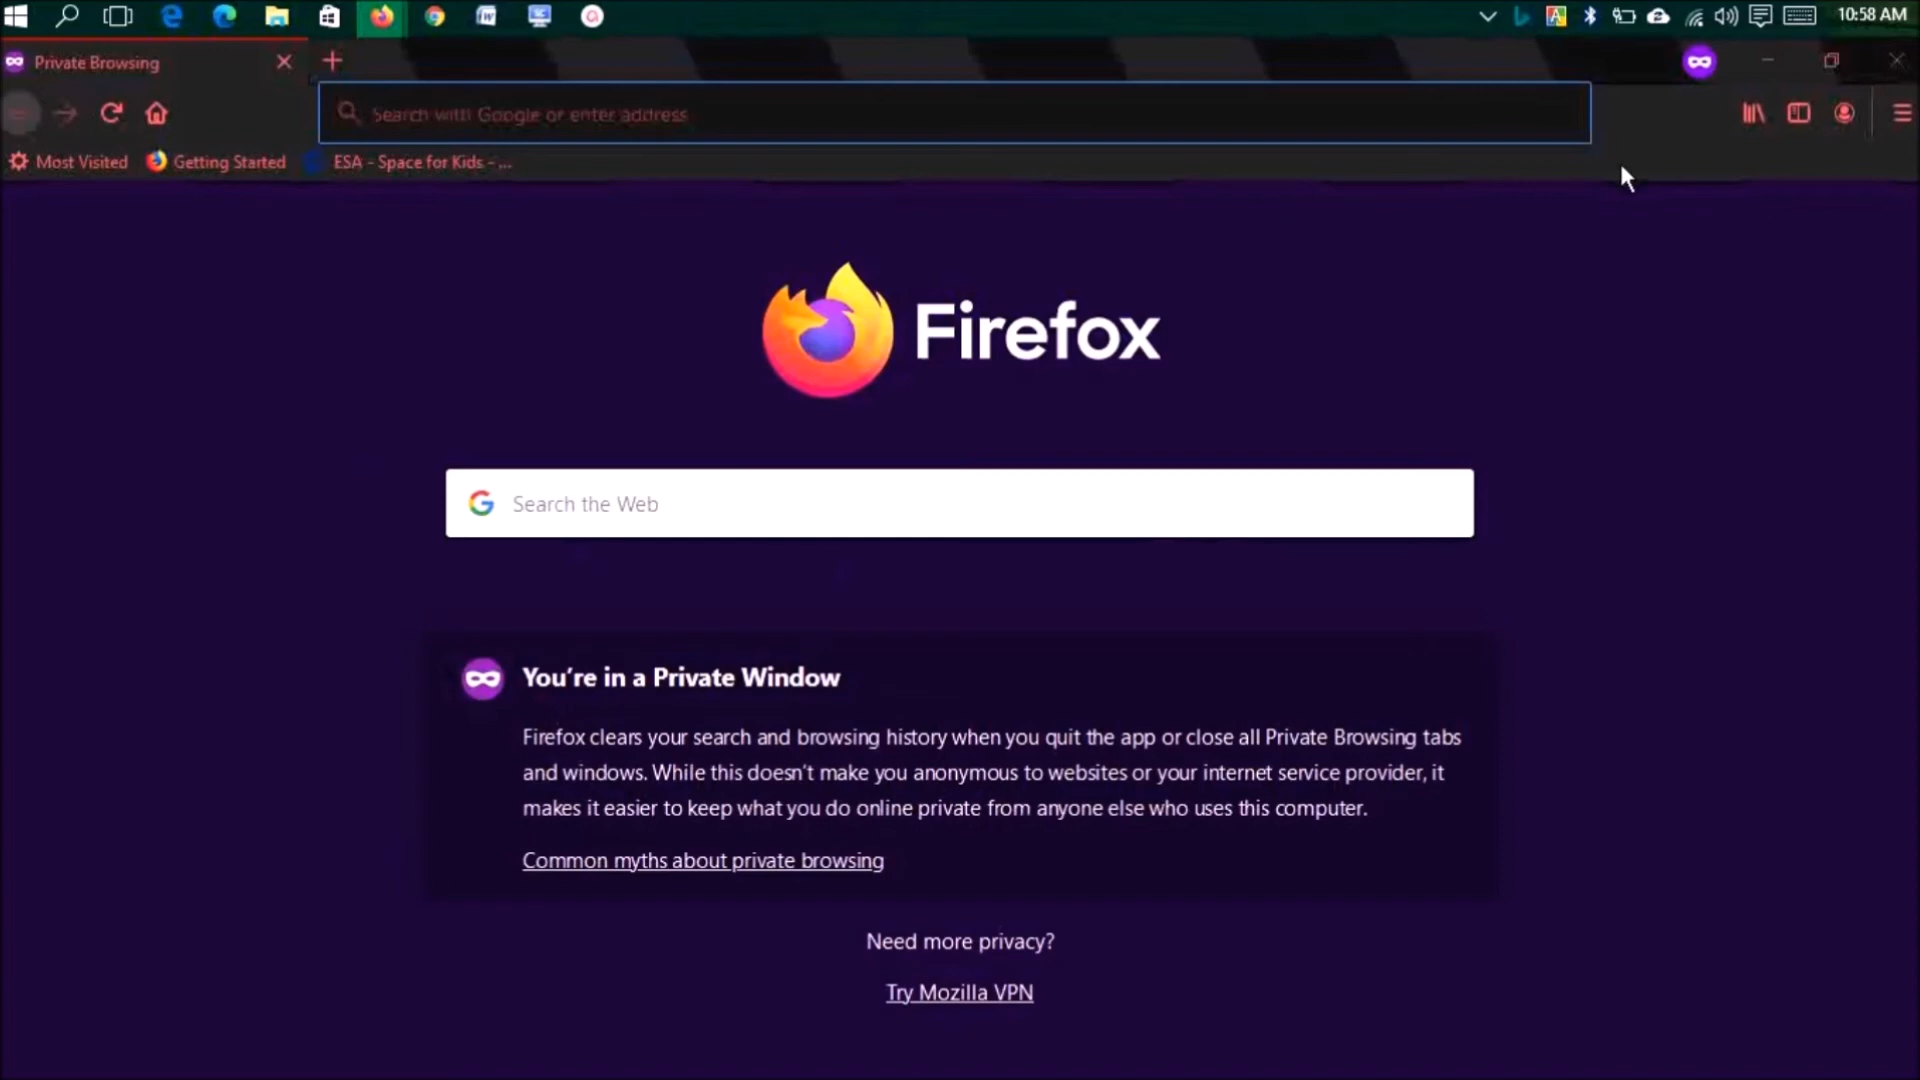 10:58 AM
Private Browsing
Search with Google or enter address
Most Visited
Getting Started
ESA - Space for Kids - ...
Firefox
Search the Web
You're in a Private Window
Firefox clears your search and browsing history when you quit the app or close all Private Browsing tabs
and windows. While this doesn't make you anonymous to websites or your internet service provider, it
makes it easier to keep what you do online private from anyone else who uses this computer.
Common myths about private browsing
Need more privacy?
Try Mozilla VPN